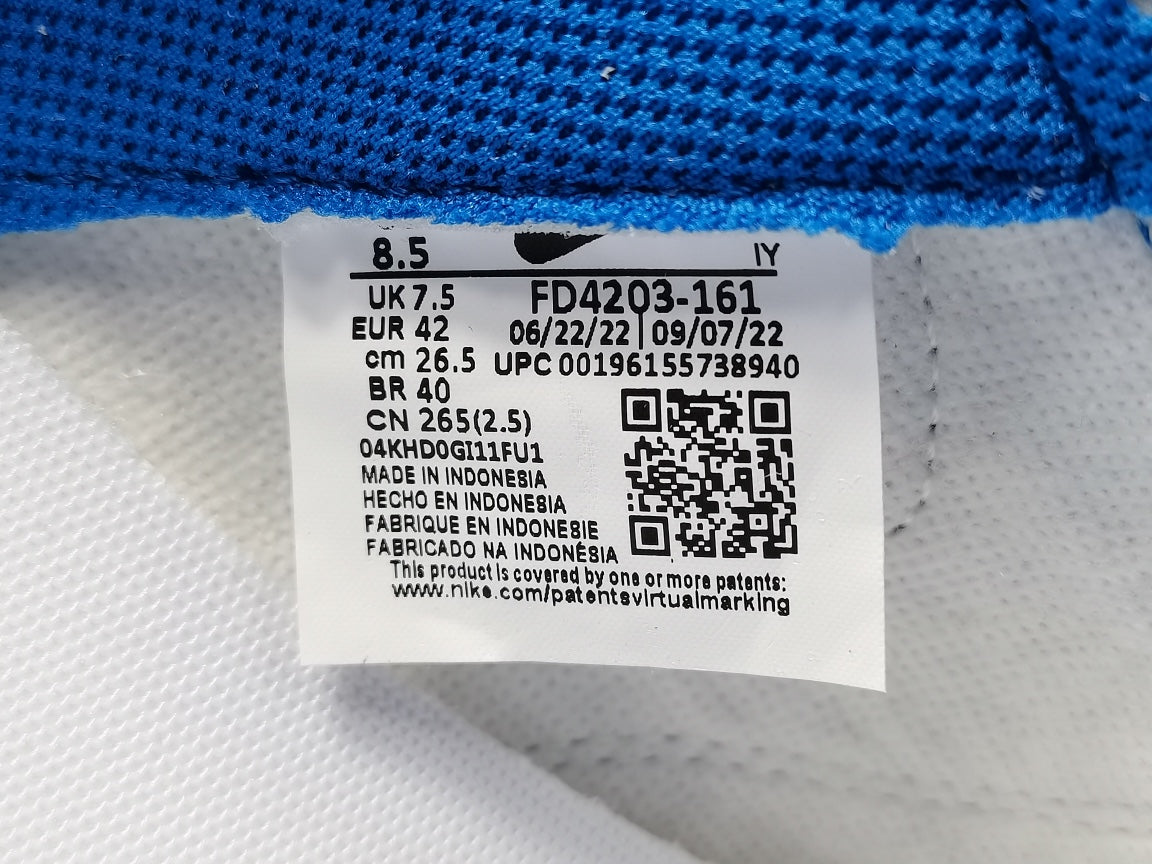 8.5 IY
UK 7.5 FD4203-161
EUR 42 06/22/22 | 09/07/22
cm 26.5 UPC 00196155738940
BR 40
CN 265(2.5)
04KHD0GI11FU1
MADE IN INDONESIA
HECHO EN INDONESIA
FABRIQUE EN INDONESIE
FABRICADO NA INDONÉSIA
This product is covered by one or more patents:
www.nike.com/patentsvirtualmarking